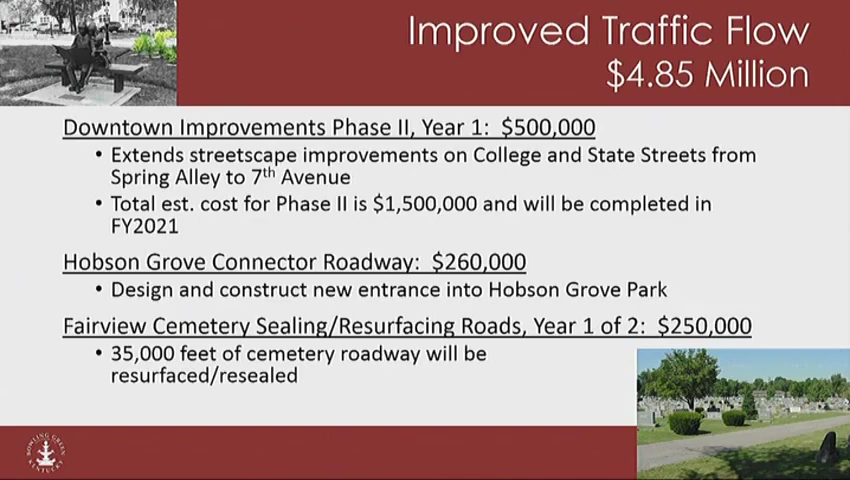 Improved Traffic Flow
$4.85 Million
Downtown Improvements Phase II, Year 1: $500,000
• Extends streetscape improvements on College and State Streets from
Spring Alley to 7th Avenue
• Total est. cost for Phase II is $1,500,000 and will be completed in
FY2021
Hobson Grove Connector Roadway: $260,000
• Design and construct new entrance into Hobson Grove Park
Fairview Cemetery Sealing/Resurfacing Roads, Year 1 of 2: $250,000
• 35,000 feet of cemetery roadway will be
resurfaced/resealed
BOWLING GREEN
KENTUCKY